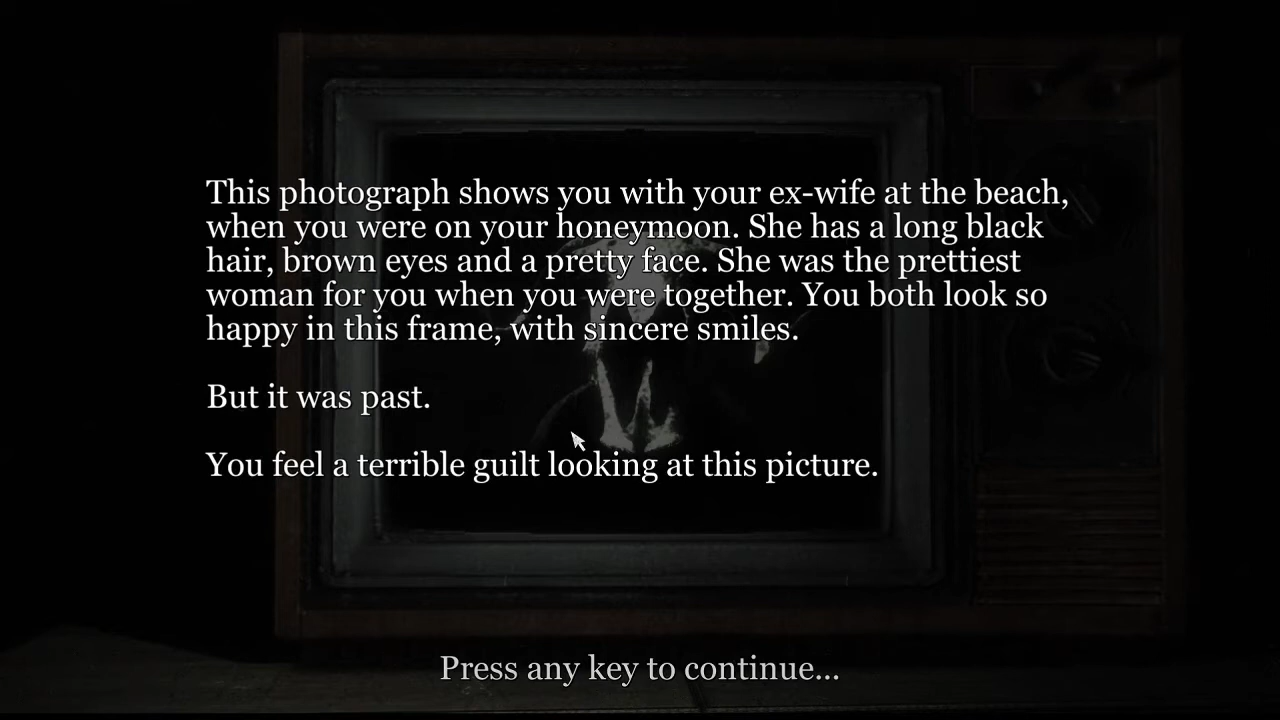 This photograph shows you with your ex-wife at the beach,
when you were on your honeymoon. She has a long black
hair, brown eyes and a pretty face. She was the prettiest
woman for you when you were together. You both look so
happy in this frame, with sincere smiles.
But it was past.
You feel a terrible guilt looking at this picture.
Press any key to continue...